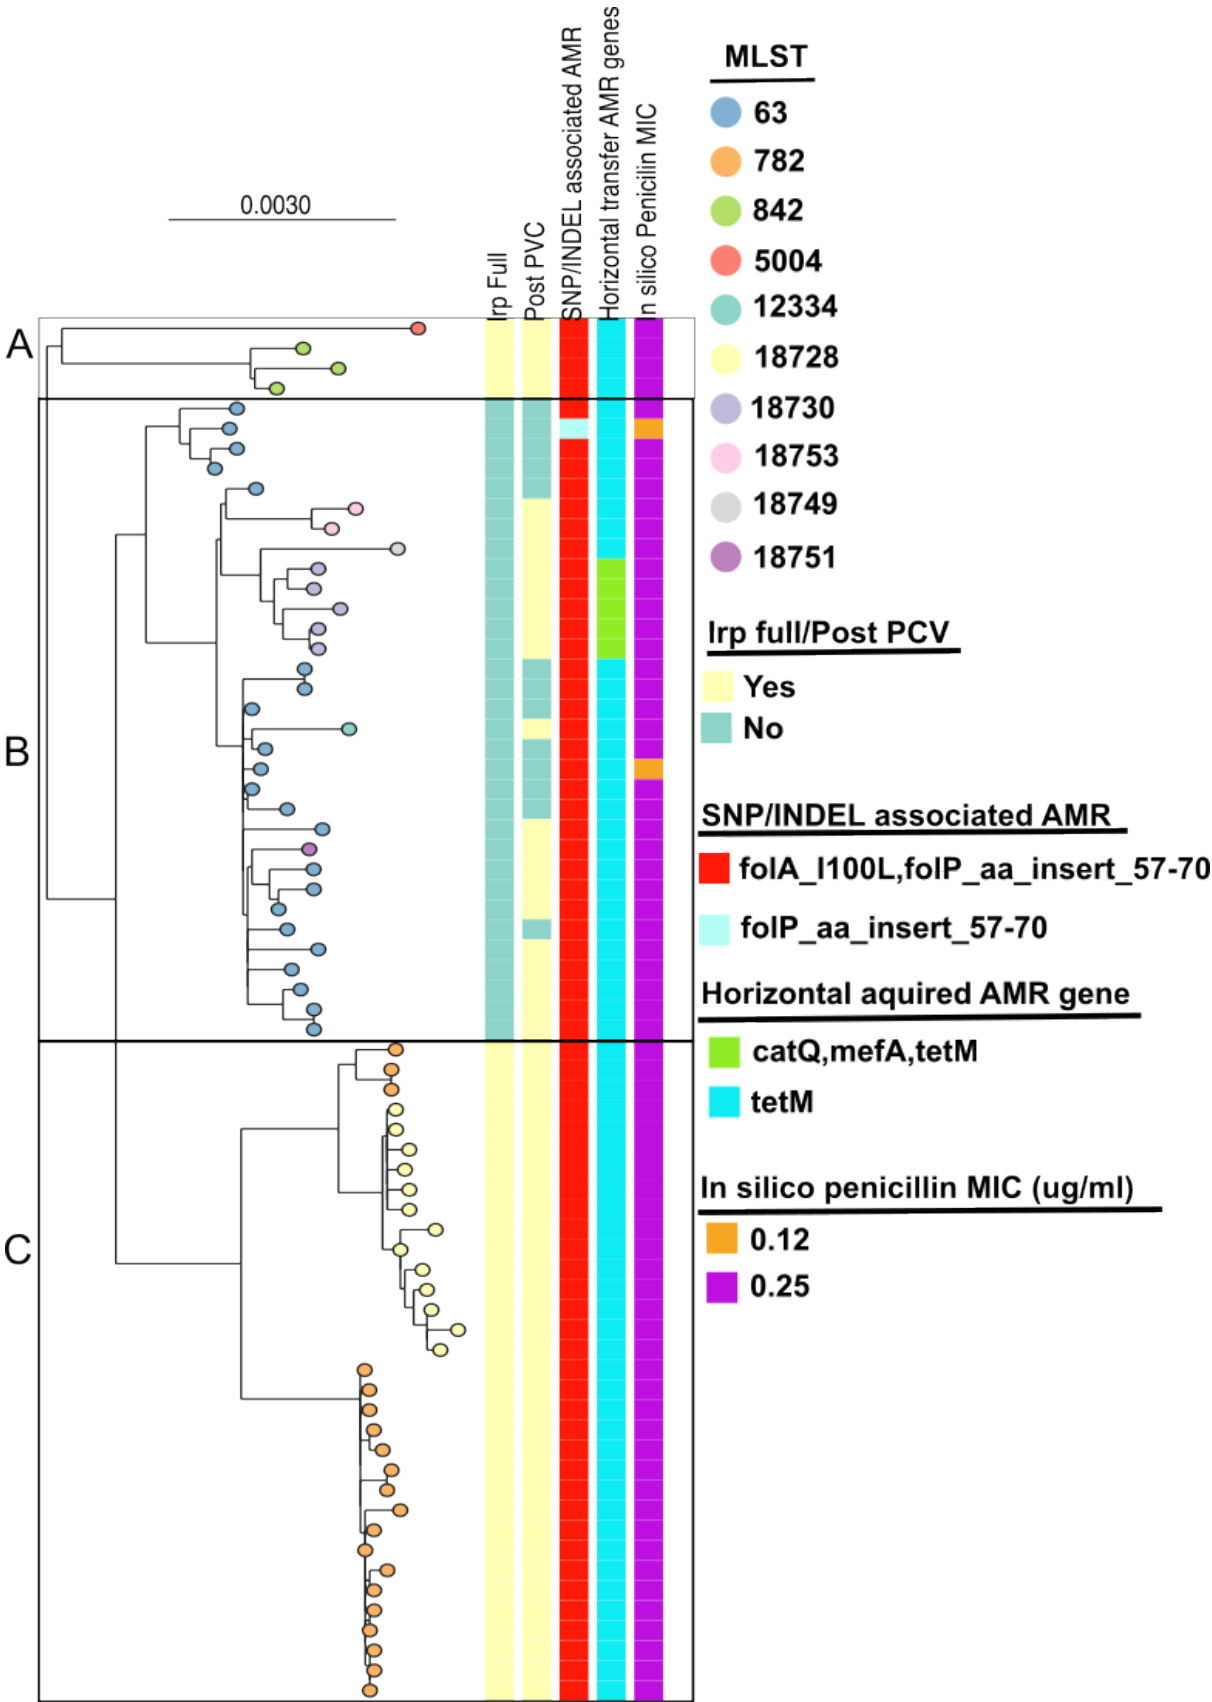 Irp Full
Post PVC
SNP/INDEL associated AMR
Horizontal transfer AMR genes
In silico Penicilin MIC
0.0030
A
B
C
MLST
63
782
842
5004
12334
18728
18730
18753
18749
18751
Irp full/Post PCV
Yes
No
SNP/INDEL associated AMR
folA_I100L,folP_aa_insert_57-70
folP_aa_insert_57-70
Horizontal aquired AMR gene
catQ,mefA,tetM
tetM
In silico penicillin MIC (ug/ml)
0.12
0.25